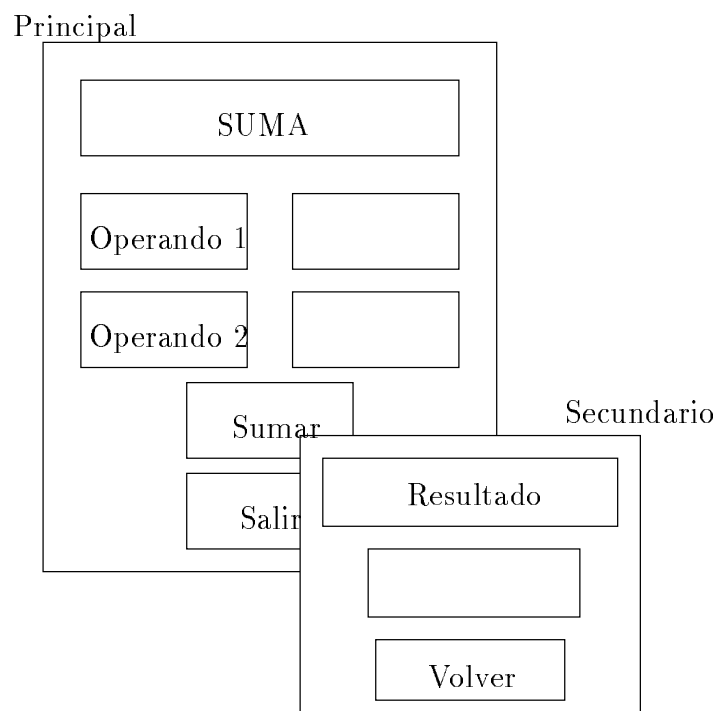 Principal
SUMA
Operando 1
Operando 2
Sumar
Salir
Secundario
Resultado
Volver